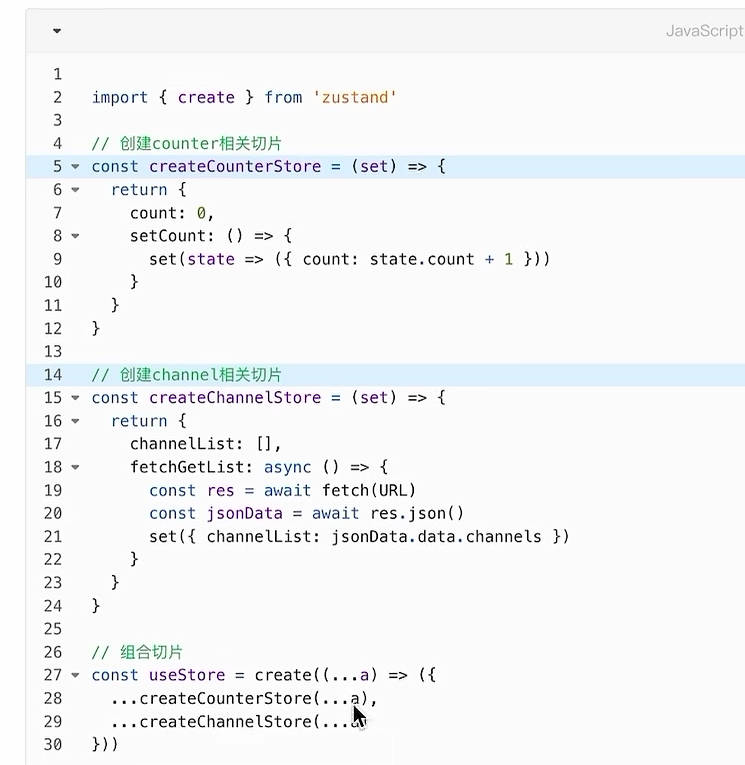 JavaScript
1
2 import { create } from 'zustand'
3
4 // 创建counter相关切片
5 const createCounterStore = (set) => {
6 return {
7 count: 0,
8 setCount: () => {
9 set(state => ({ count: state.count + 1 }))
10 }
11 }
12 }
13
14 // 创建channel相关切片
15 const createChannelStore = (set) => {
16 return {
17 channelList: [],
18 fetchGetList: async () => {
19 const res = await fetch(URL)
20 const jsonData = await res.json()
21 set({ channelList: jsonData.data.channels })
22 }
23 }
24 }
25
26 // 组合切片
27 const useStore = create((...a) => ({
28 ...createCounterStore(...a),
29 ...createChannelStore(...
30 }))